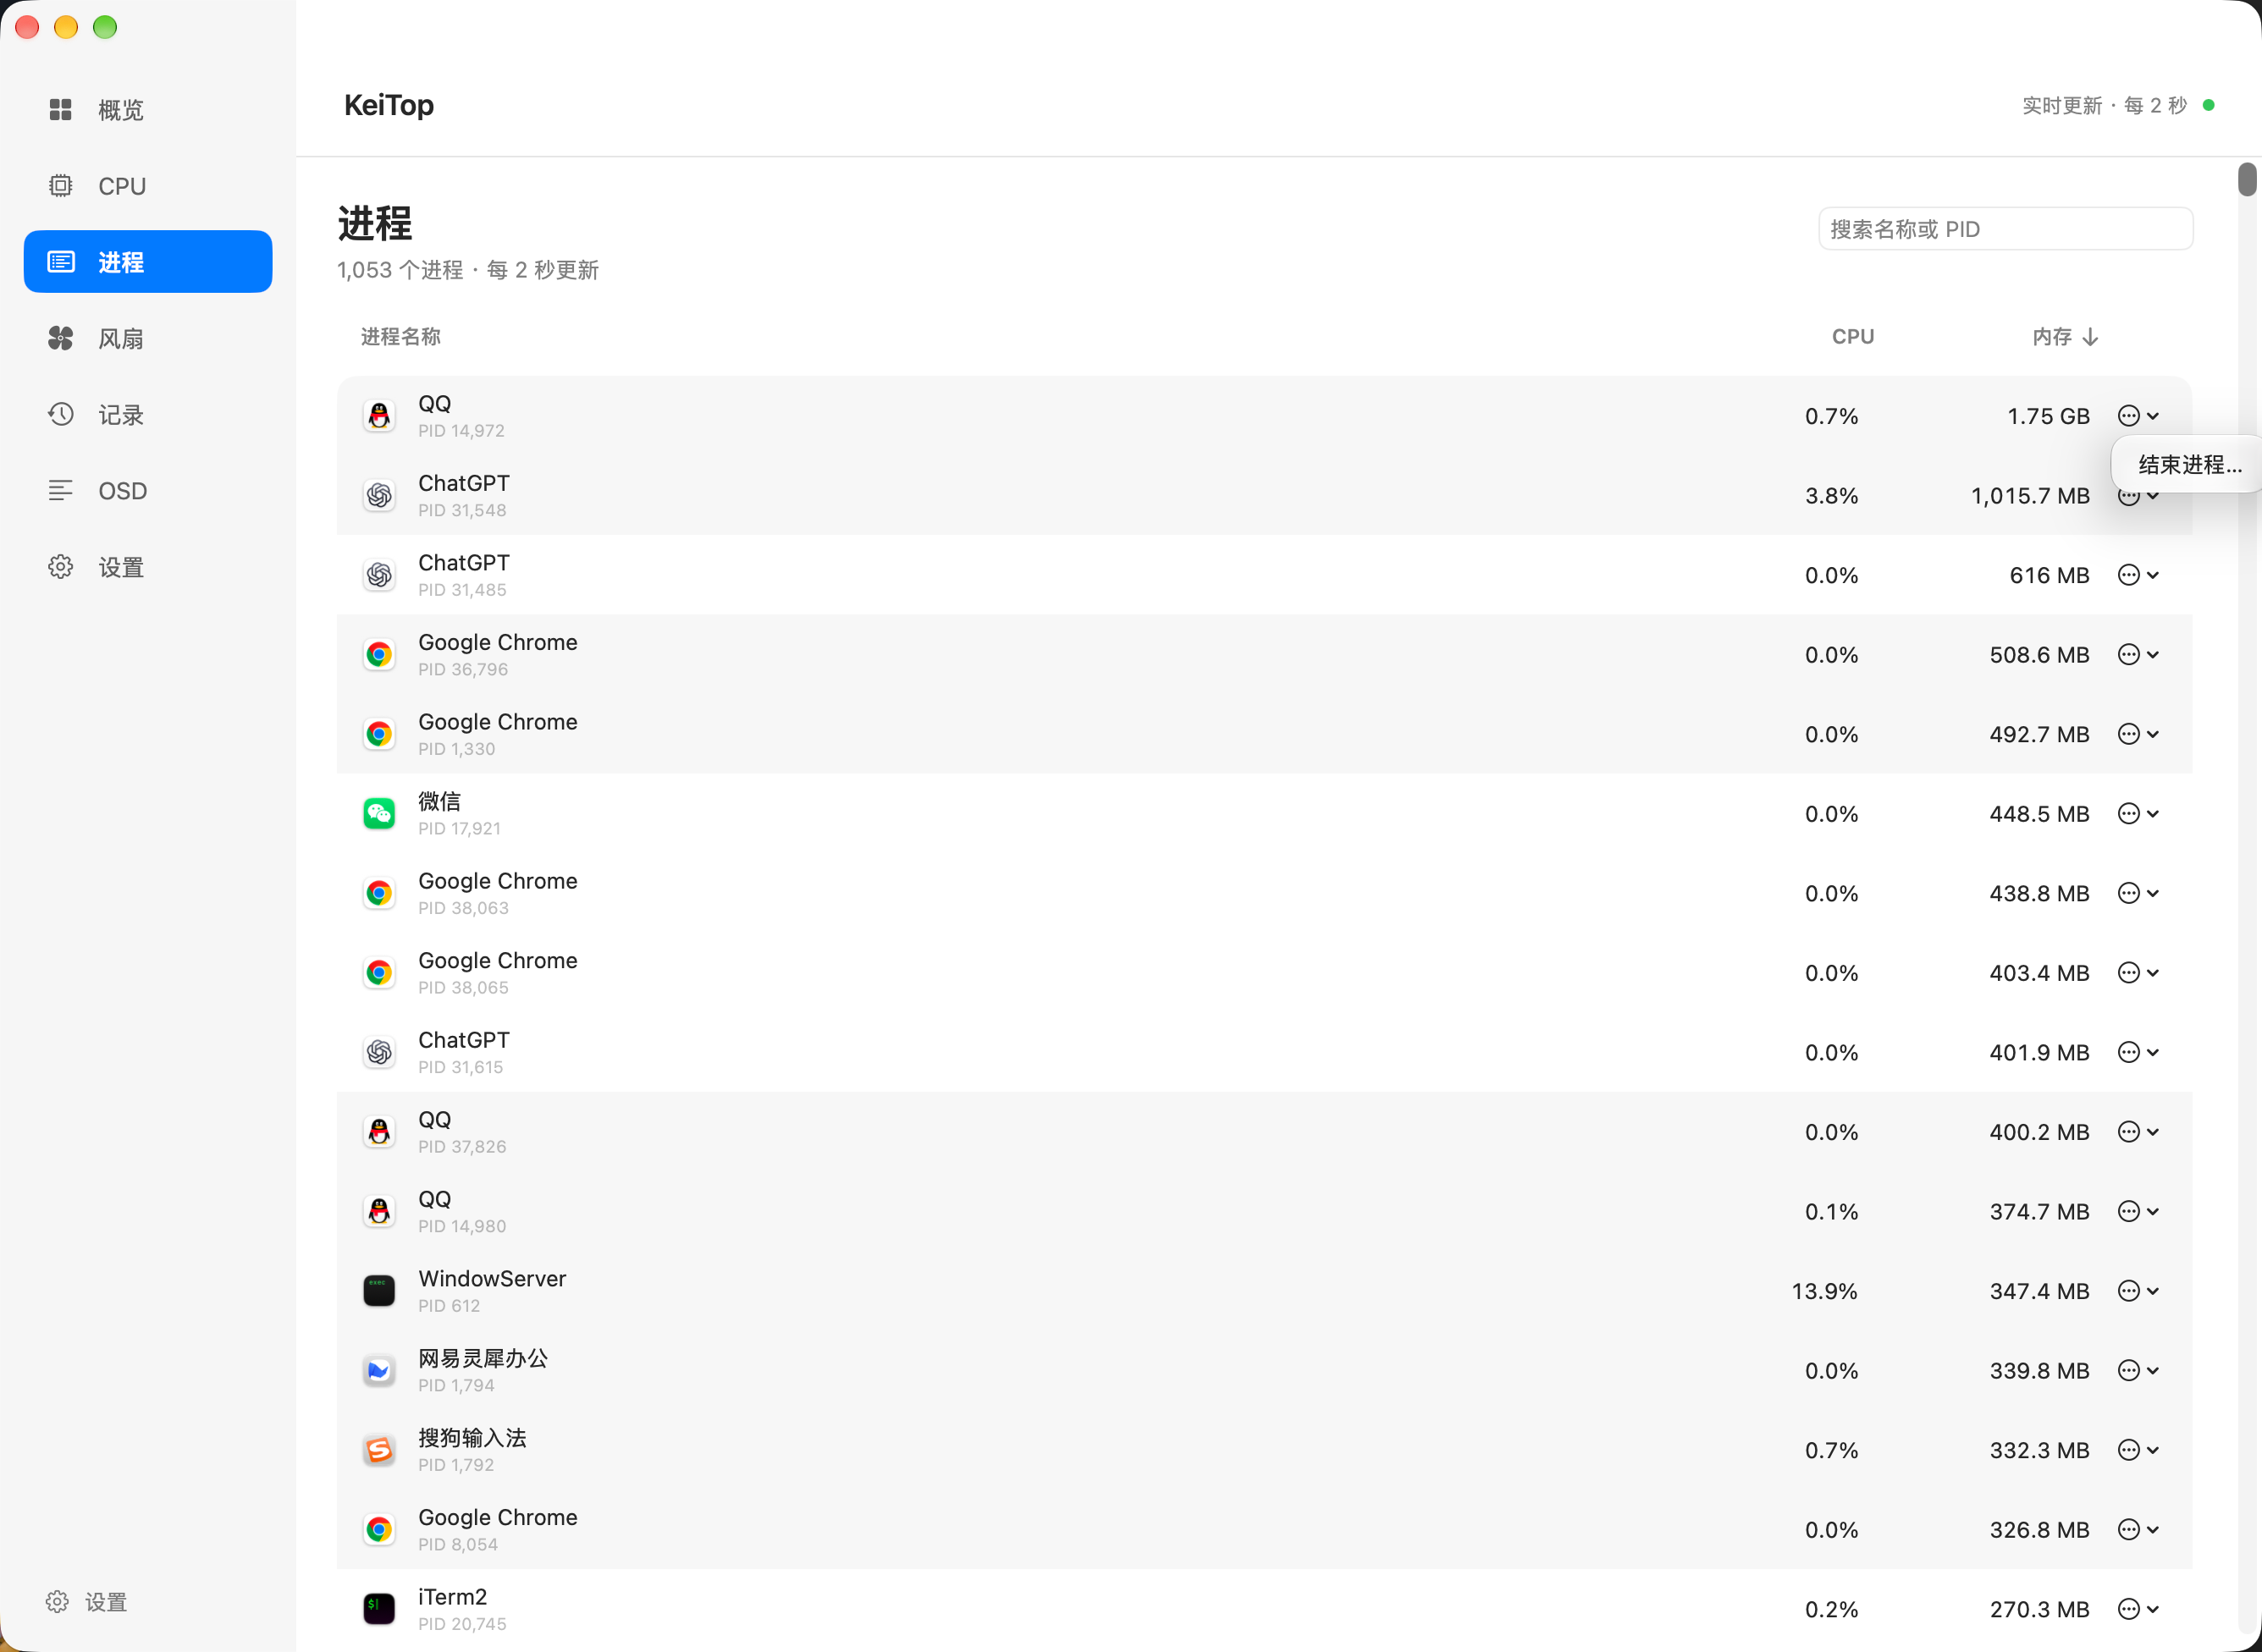 概览
CPU
进程
风扇
记录
OSD
设置
设置
KeiTop
实时更新 · 每 2 秒
进程
1,053 个进程 · 每 2 秒更新
搜索名称或 PID
进程名称 CPU 内存 ↓
QQ
PID 14,972
0.7% 1.75 GB
结束进程...
ChatGPT
PID 31,548
3.8% 1,015.7 MB
ChatGPT
PID 31,485
0.0% 616 MB
Google Chrome
PID 36,796
0.0% 508.6 MB
Google Chrome
PID 1,330
0.0% 492.7 MB
微信
PID 17,921
0.0% 448.5 MB
Google Chrome
PID 38,063
0.0% 438.8 MB
Google Chrome
PID 38,065
0.0% 403.4 MB
ChatGPT
PID 31,615
0.0% 401.9 MB
QQ
PID 37,826
0.0% 400.2 MB
QQ
PID 14,980
0.1% 374.7 MB
exec
WindowServer
PID 612
13.9% 347.4 MB
网易灵犀办公
PID 1,794
0.0% 339.8 MB
搜狗输入法
PID 1,792
0.7% 332.3 MB
Google Chrome
PID 8,054
0.0% 326.8 MB
$
iTerm2
PID 20,745
0.2% 270.3 MB